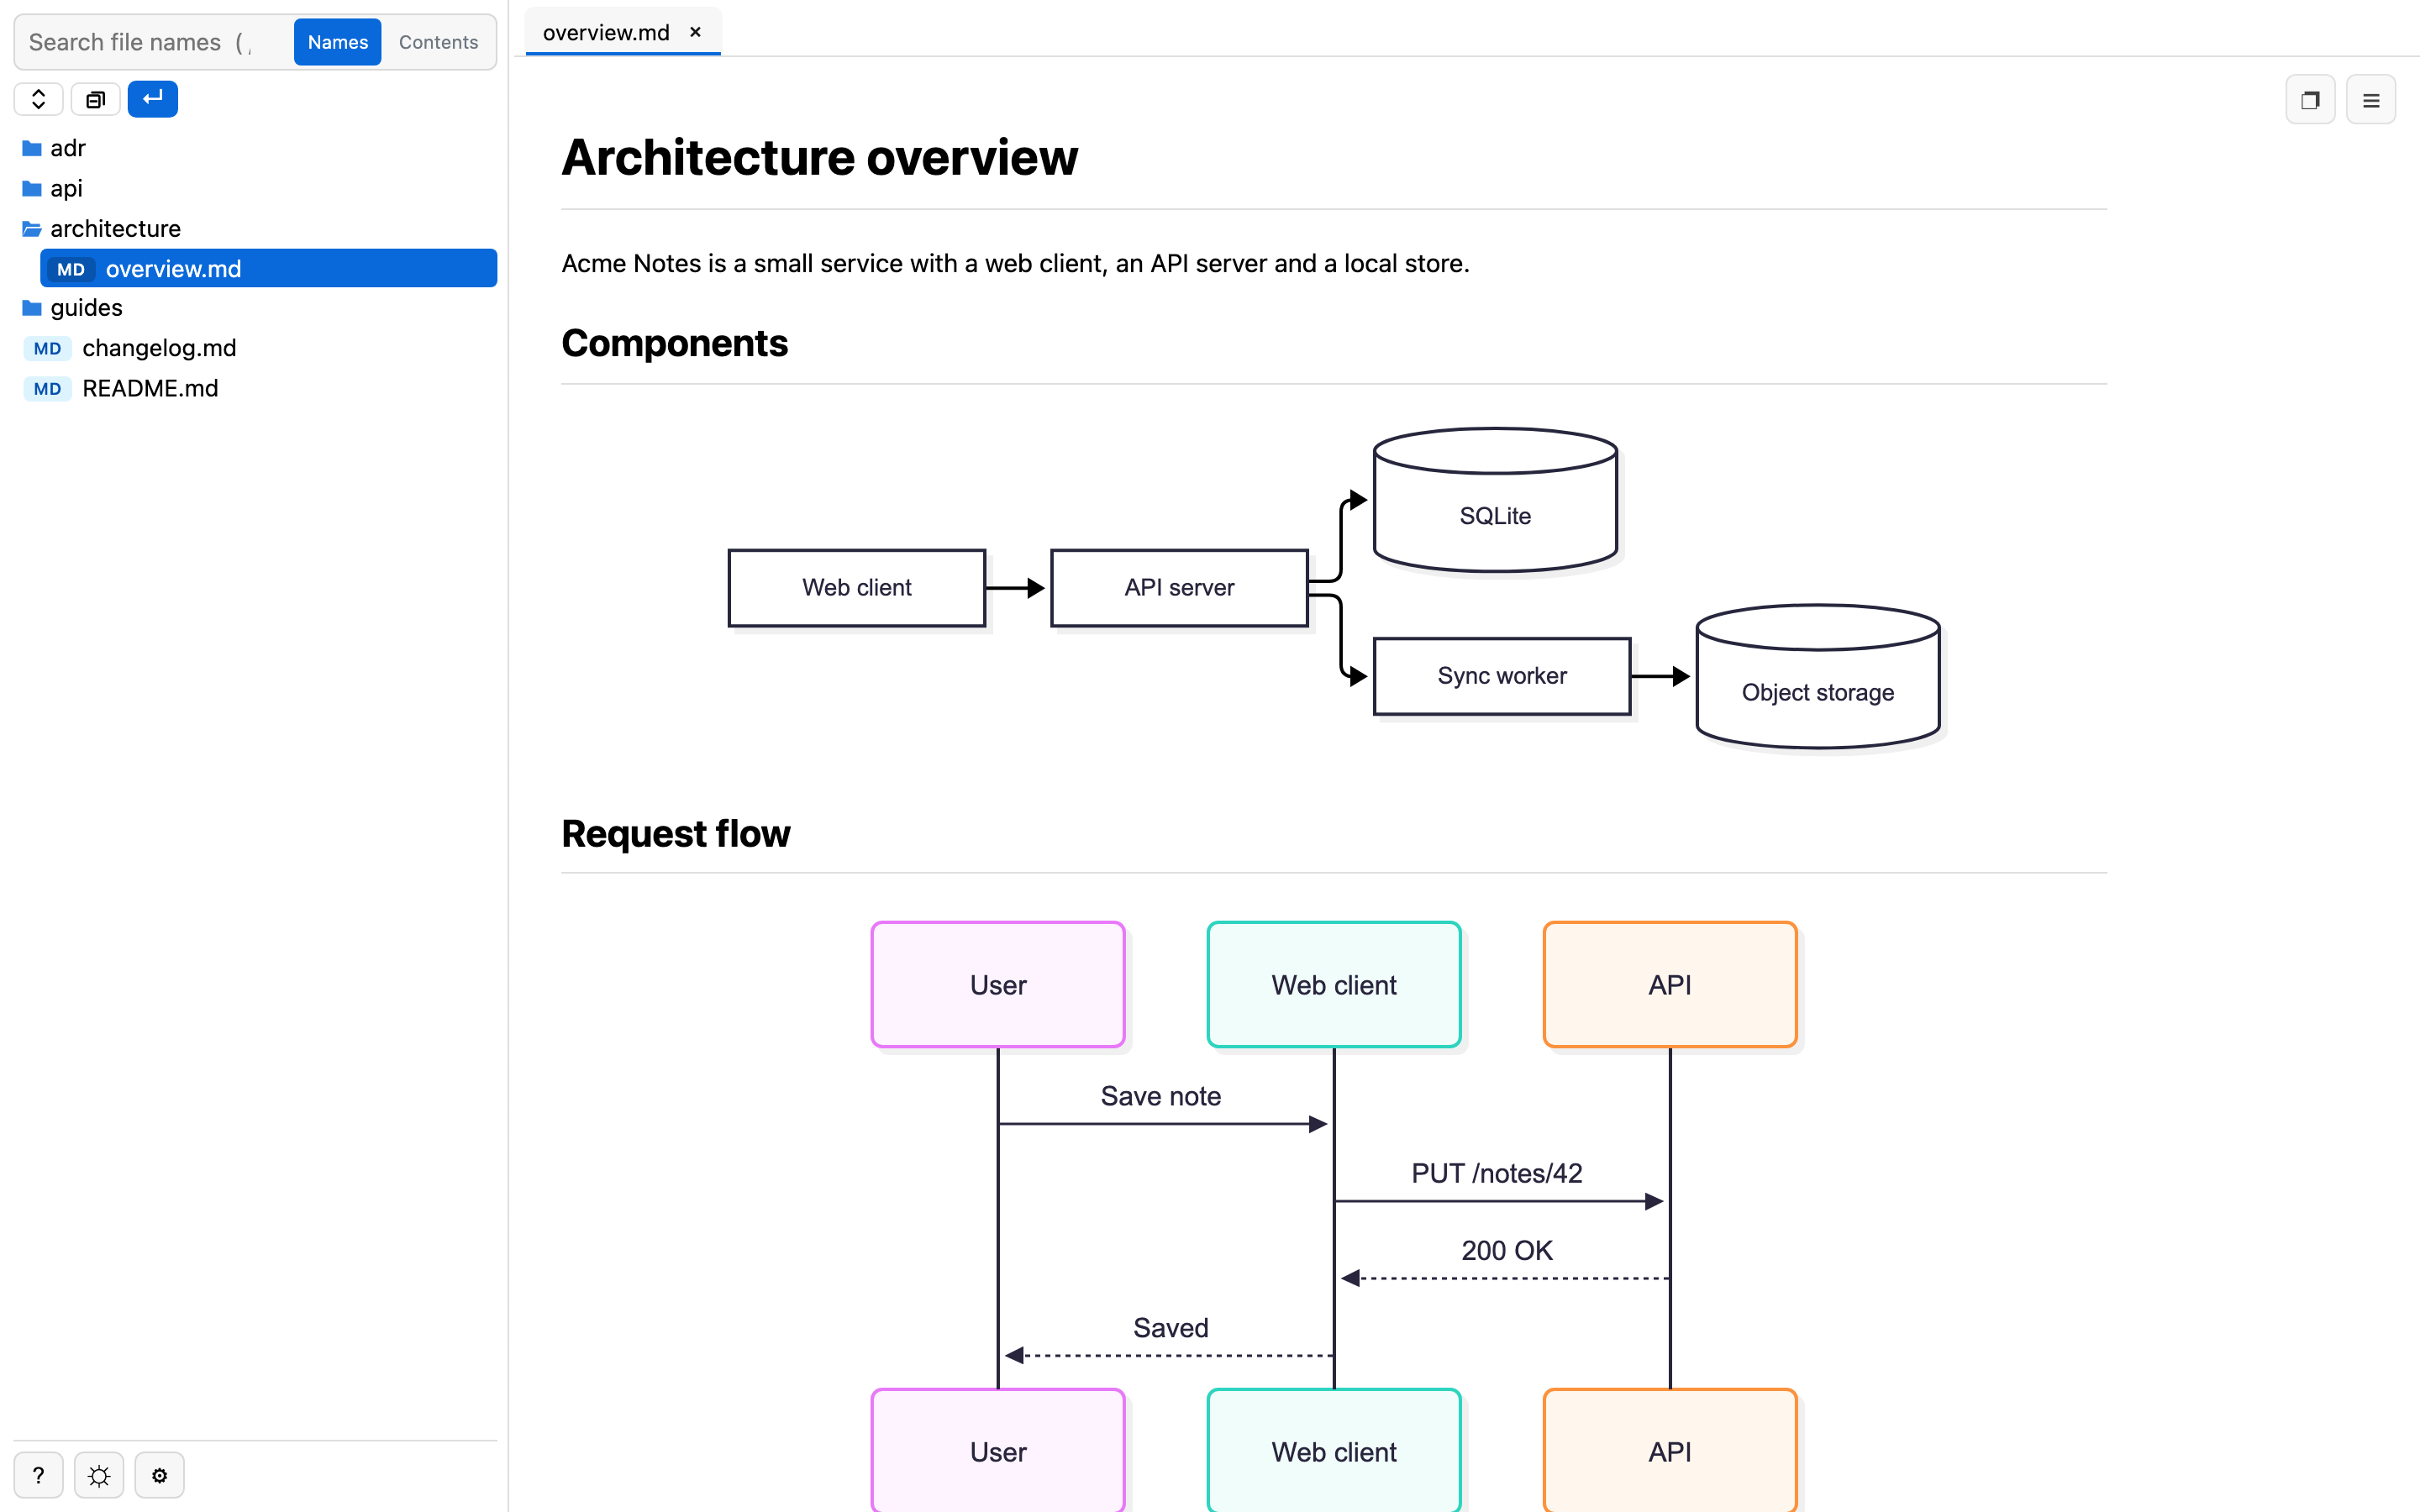 Search file names (
Names
Contents
adr
api
architecture
MD overview.md
guides
MD changelog.md
MD README.md
?
overview.md ×
Architecture overview
Acme Notes is a small service with a web client, an API server and a local store.
Components
SQLite
Web client
API server
Sync worker
Object storage
Request flow
User
Web client
API
Save note
PUT /notes/42
200 OK
Saved
User
Web client
API